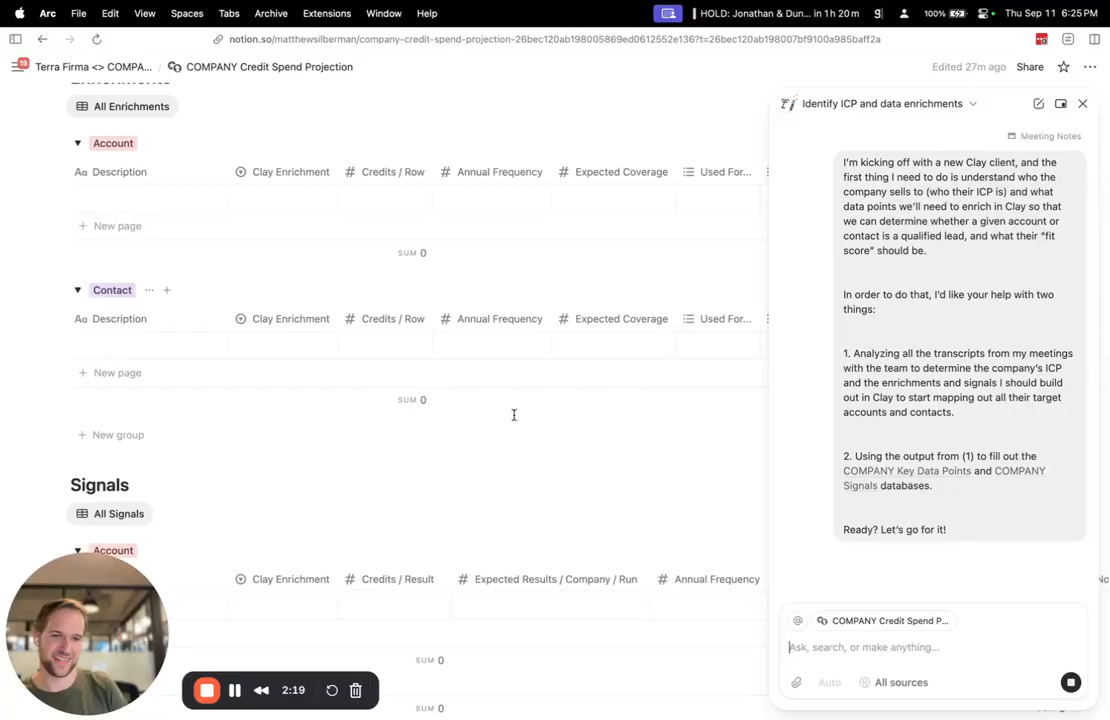 Arc File Edit View Spaces Tabs Archive Extensions Window Help
HOLD: Jonathan & Dun... in 1 h 20 m
100%
Thu Sep 11 6:25 PM
notion.so/matthewsilberman/company-credit-spend-projection-26bec120ab198005869ed0612552e136?t=26bec120ab198007bf9100a985baff2a
19
Terra Firma <> COMPA... / COMPANY Credit Spend Projection
Edited 27m ago Share
All Enrichments
Account
Aa Description Clay Enrichment # Credits / Row # Annual Frequency # Expected Coverage Used For...
+ New page
SUM 0
Contact ... +
Aa Description Clay Enrichment # Credits / Row # Annual Frequency # Expected Coverage Used For...
+ New page
SUM 0
+ New group
Signals
All Signals
Account
Clay Enrichment # Credits / Result # Expected Results / Company / Run # Annual Frequency
SUM 0
SUM 0
2:19
Identify ICP and data enrichments
Meeting Notes
I'm kicking off with a new Clay client, and the
first thing I need to do is understand who the
company sells to (who their ICP is) and what
data points we'll need to enrich in Clay so that
we can determine whether a given account or
contact is a qualified lead, and what their "fit
score" should be.
In order to do that, I'd like your help with two
things:
1. Analyzing all the transcripts from my meetings
with the team to determine the company's ICP
and the enrichments and signals I should build
out in Clay to start mapping out all their target
accounts and contacts.
2. Using the output from (1) to fill out the
COMPANY Key Data Points and COMPANY
Signals databases.
Ready? Let's go for it!
@ COMPANY Credit Spend P...
Ask, search, or make anything...
Auto All sources